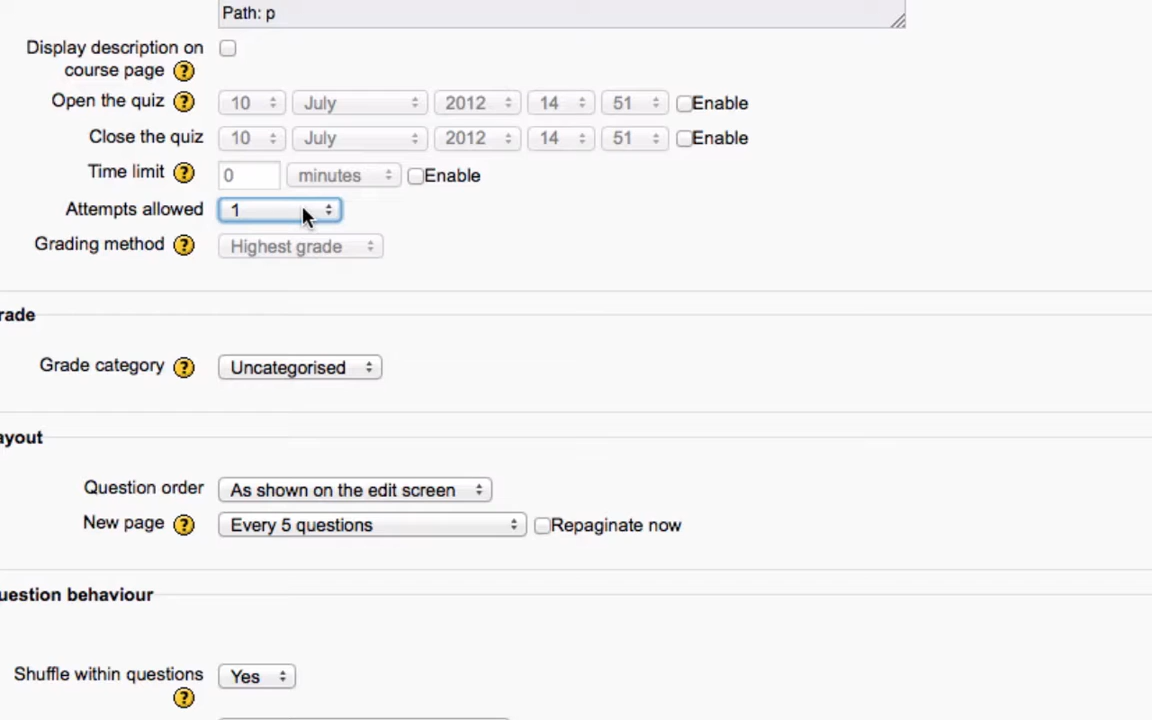 Path: p
Display description on
course page
Open the quiz 10 July 2012 14 51 Enable
Close the quiz 10 July 2012 14 51 Enable
Time limit 0 minutes Enable
Attempts allowed 1
Grading method Highest grade
rade
Grade category Uncategorised
ayout
Question order As shown on the edit screen
New page Every 5 questions Repaginate now
uestion behaviour
Shuffle within questions Yes